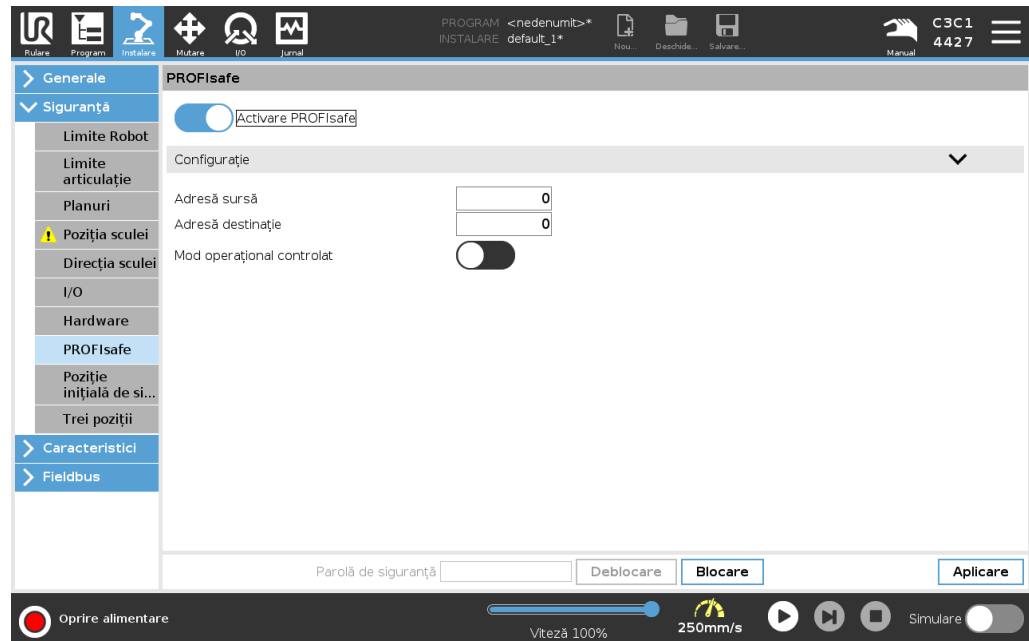 PROGRAM <nedenumit>*
INSTALARE default_1*
C3C1
4427
Rulare Program Instalare Mutare I/O Jurnal Nou... Deschide... Salvare... Manual
Generale
Siguranță
Limite Robot
Limite
articulație
Planuri
Poziția sculei
Direcția sculei
I/O
Hardware
PROFIsafe
Poziție
inițială de si...
Trei poziții
Caracteristici
Fieldbus
PROFIsafe
Activare PROFIsafe
Configurație
Adresă sursă 0
Adresă destinație 0
Mod operațional controlat
Parolă de siguranță Deblocare Blocare Aplicare
Oprire alimentare
Viteză 100%
250mm/s
Simulare